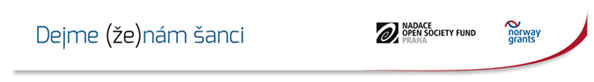 Dejme (že)nám šanci
NADACE
OPEN SOCIETY FUND
PRAHA
norway
grants